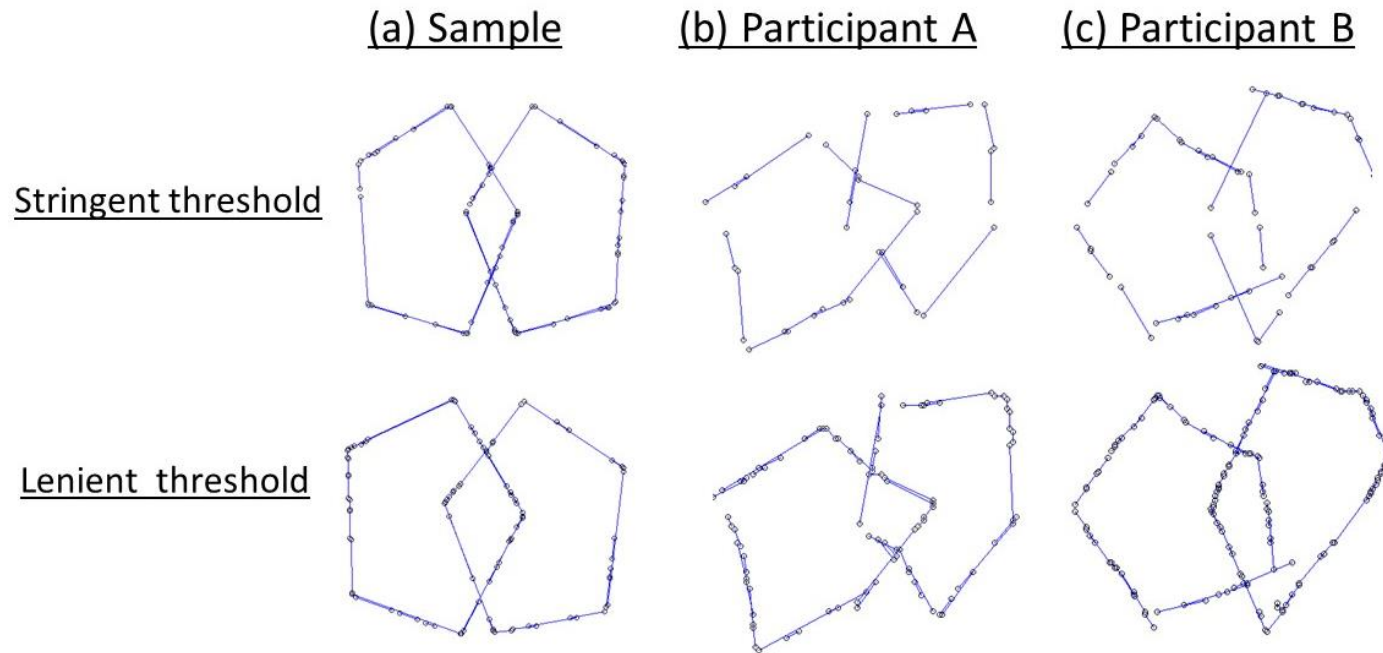 (a) Sample
(b) Participant A
(c) Participant B
Stringent threshold
Lenient threshold